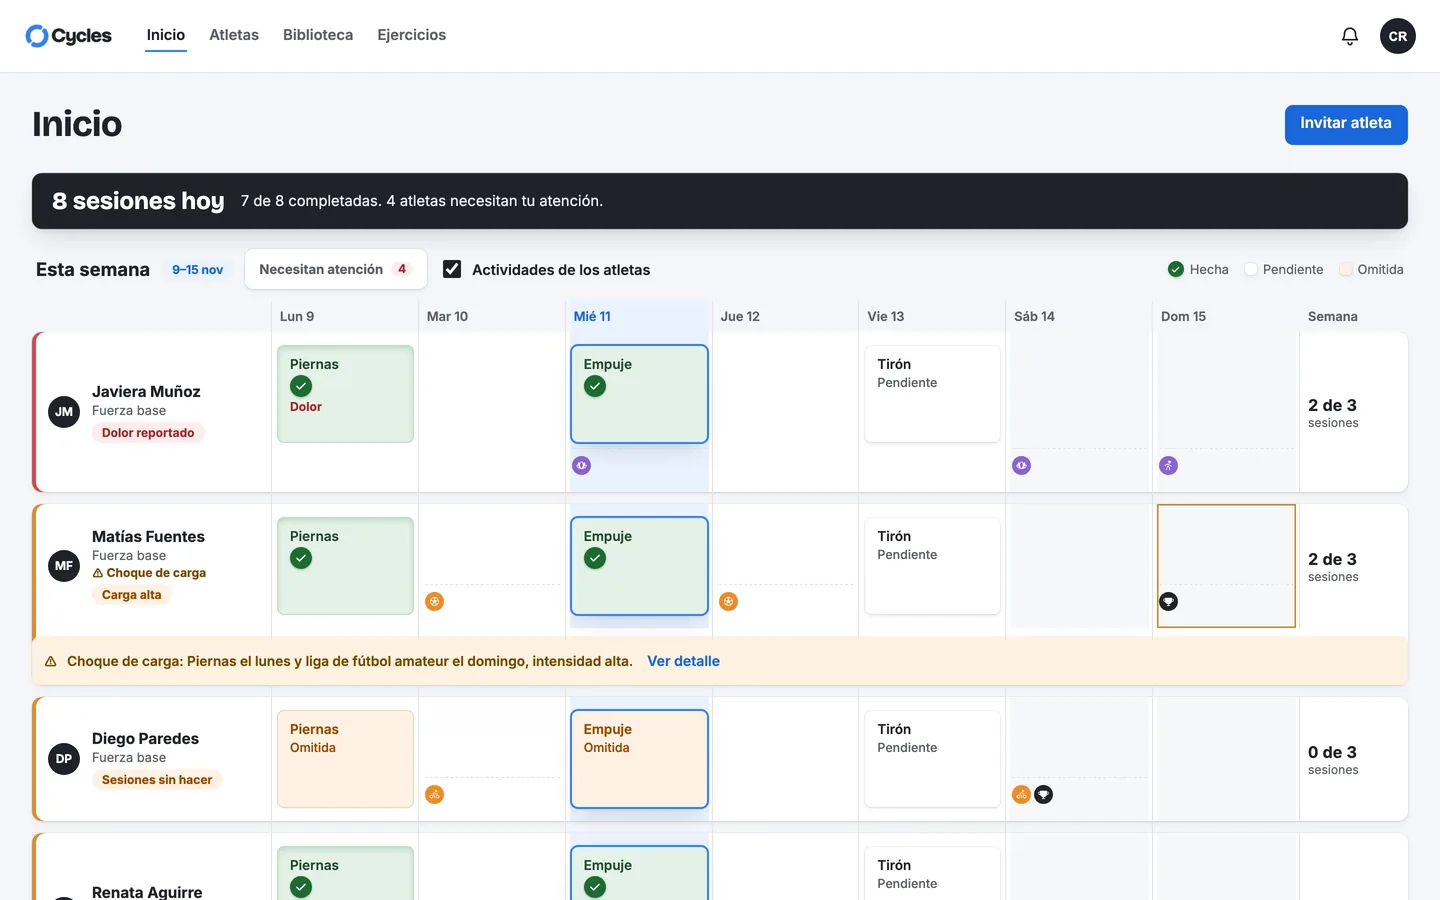 Cycles
Inicio
Atletas
Biblioteca
Ejercicios
CR
Inicio
Invitar atleta
8 sesiones hoy
7 de 8 completadas. 4 atletas necesitan tu atención.
Esta semana
9–15 nov
Necesitan atención 4
Actividades de los atletas
Hecha
Pendiente
Omitida
Lun 9
Mar 10
Mié 11
Jue 12
Vie 13
Sáb 14
Dom 15
Semana
JM
Javiera Muñoz
Fuerza base
Dolor reportado
Piernas
Dolor
Empuje
Tirón
Pendiente
2 de 3
sesiones
MF
Matías Fuentes
Fuerza base
Choque de carga
Carga alta
Piernas
Empuje
Tirón
Pendiente
2 de 3
sesiones
Choque de carga: Piernas el lunes y liga de fútbol amateur el domingo, intensidad alta.
Ver detalle
DP
Diego Paredes
Fuerza base
Sesiones sin hacer
Piernas
Omitida
Empuje
Omitida
Tirón
Pendiente
0 de 3
sesiones
Renata Aguirre
Piernas
Empuje
Tirón
Pendiente